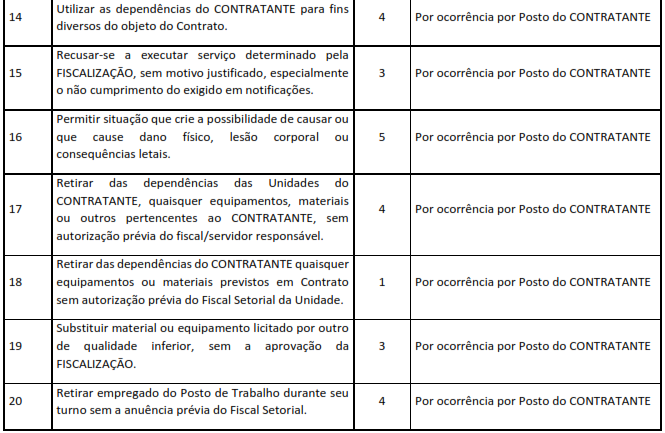 14
Utilizar as dependências do CONTRATANTE para fins
diversos do objeto do Contrato.
4
Por ocorrência por Posto do CONTRATANTE
15
Recusar-se a executar serviço determinado pela
FISCALIZAÇÃO, sem motivo justificado, especialmente
o não cumprimento do exigido em notificações.
3
Por ocorrência por Posto do CONTRATANTE
16
Permitir situação que crie a possibilidade de causar ou
que cause dano físico, lesão corporal ou
consequências letais.
5
Por ocorrência por Posto do CONTRATANTE
17
Retirar das dependências das Unidades do
CONTRATANTE, quaisquer equipamentos, materiais
ou outros pertencentes ao CONTRATANTE, sem
autorização prévia do fiscal/servidor responsável.
4
Por ocorrência por Posto do CONTRATANTE
18
Retirar das dependências do CONTRATANTE quaisquer
equipamentos ou materiais previstos em Contrato
sem autorização prévia do Fiscal Setorial da Unidade.
1
Por ocorrência por Posto do CONTRATANTE
19
Substituir material ou equipamento licitado por outro
de qualidade inferior, sem a aprovação da
FISCALIZAÇÃO.
3
Por ocorrência por Posto do CONTRATANTE
20
Retirar empregado do Posto de Trabalho durante seu
turno sem a anuência prévia do Fiscal Setorial.
4
Por ocorrência por Posto do CONTRATANTE